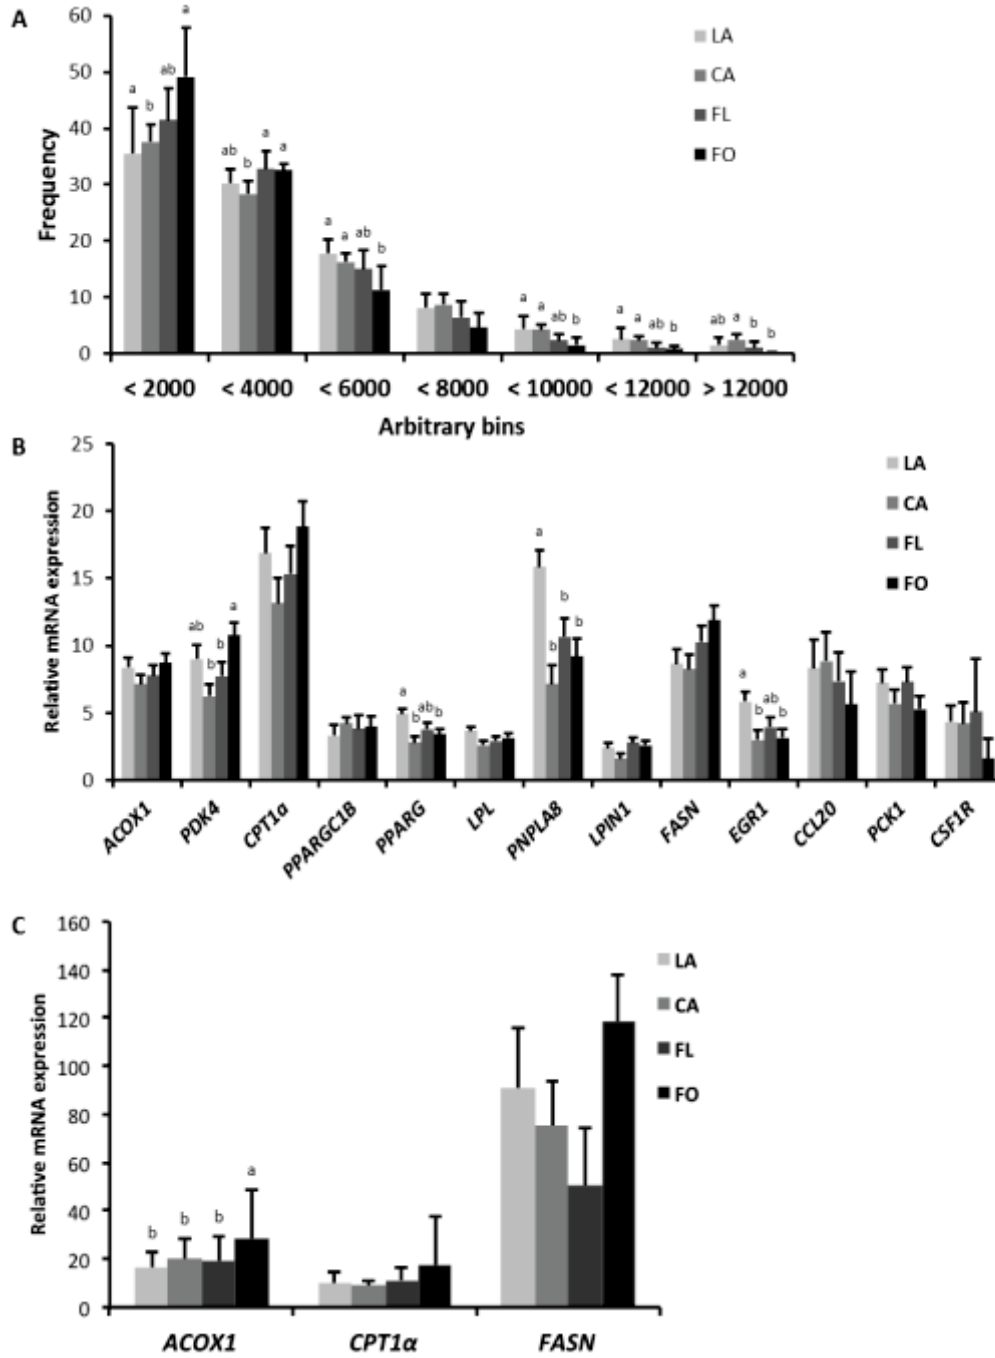 A
60
50
40
30
20
10
0
Frequency
a b ab a
ab b a a
a a ab b
a a ab b
a a ab b
ab a b b
LA
CA
FL
FO
< 2000 < 4000 < 6000 < 8000 < 10000 < 12000 > 12000
Arbitrary bins
B
25
20
15
10
5
0
Relative mRNA expression
ab b b a
a b ab b
a b b b
a b ab b
LA
CA
FL
FO
ACOX1 PDK4 CPT1α PPARGC1B PPARG LPL PNPLA8 LPIN1 FASN EGR1 CCL20 PCK1 CSF1R
C
160
140
120
100
80
60
40
20
0
Relative mRNA expression
b b b a
LA
CA
FL
FO
ACOX1 CPT1α FASN